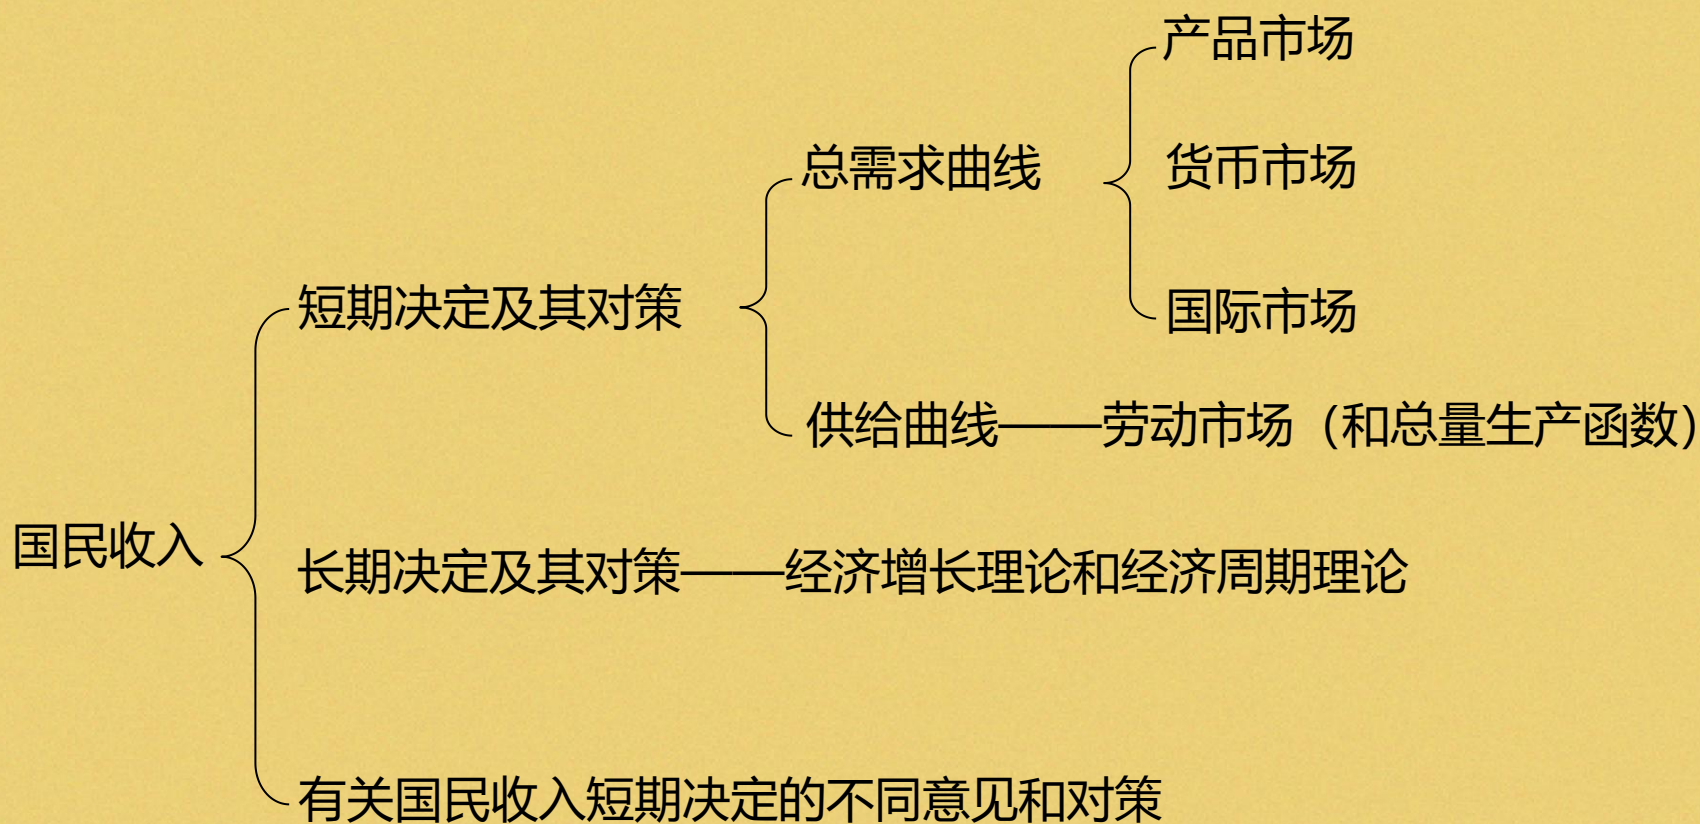 产品市场
总需求曲线
货币市场
短期决定及其对策
国际市场
供给曲线——劳动市场（和总量生产函数）
国民收入
长期决定及其对策——经济增长理论和经济周期理论
有关国民收入短期决定的不同意见和对策